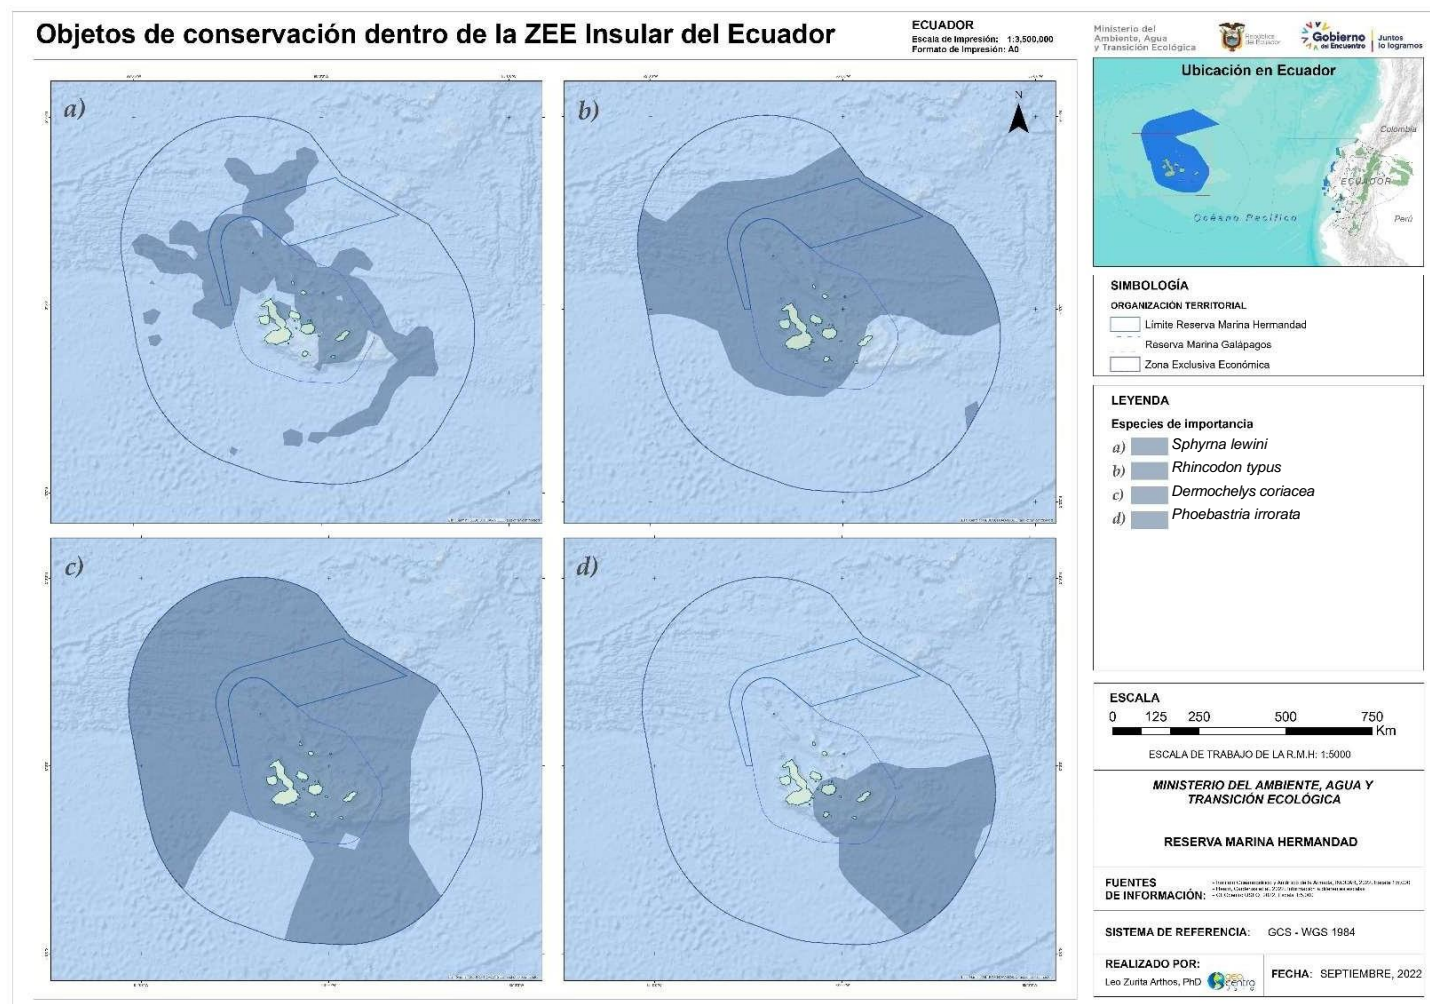 Objetos de conservación dentro de la ZEE Insular del Ecuador
ECUADOR
Escala de Impresión: 1:3,500,000
Formato de Impresión: A0
Ministerio del
Ambiente, Agua
y Transición Ecológica
República
del Ecuador
Gobierno
del Encuentro
Juntos
lo logramos
a)
b)
N
c)
d)
Ubicación en Ecuador
Colombia
ECUADOR
Perú
Océano Pacífico
SIMBOLOGÍA
ORGANIZACIÓN TERRITORIAL
Límite Reserva Marina Hermandad
Reserva Marina Galápagos
Zona Exclusiva Económica
LEYENDA
Especies de importancia
a) Sphyrna lewini
b) Rhincodon typus
c) Dermochelys coriacea
d) Phoebastria irrorata
ESCALA
0 125 250 500 750
Km
ESCALA DE TRABAJO DE LA R.M.H: 1:5000
MINISTERIO DEL AMBIENTE, AGUA Y
TRANSICIÓN ECOLÓGICA
RESERVA MARINA HERMANDAD
FUENTES
DE INFORMACIÓN:
SISTEMA DE REFERENCIA: GCS - WGS 1984
REALIZADO POR:
Leo Zurita Arthos, PhD
geo
centro
FECHA: SEPTIEMBRE, 2022